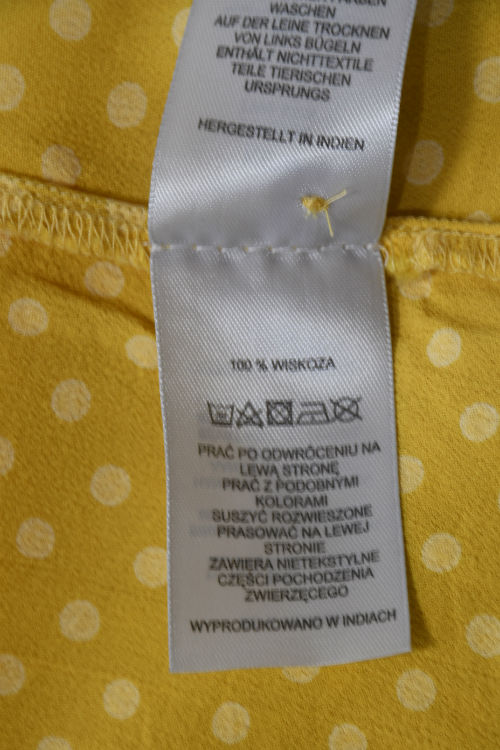 WASCHEN
AUF DER LEINE TROCKNEN
VON LINKS BÜGELN
ENTHÄLT NICHTTEXTILE
TEILE TIERISCHEN
URSPRUNGS
HERGESTELLT IN INDIEN
100 % WISKOZA
PRAĆ PO ODWRÓCENIU NA
LEWĄ STRONĘ
PRAĆ Z PODOBNYMI
KOLORAMI
SUSZYĆ ROZWIESZONE
PRASOWAĆ NA LEWEJ
STRONIE
ZAWIERA NIETEKSTYLNE
CZĘŚCI POCHODZENIA
ZWIERZĘCEGO
WYPRODUKOWANO W INDIACH